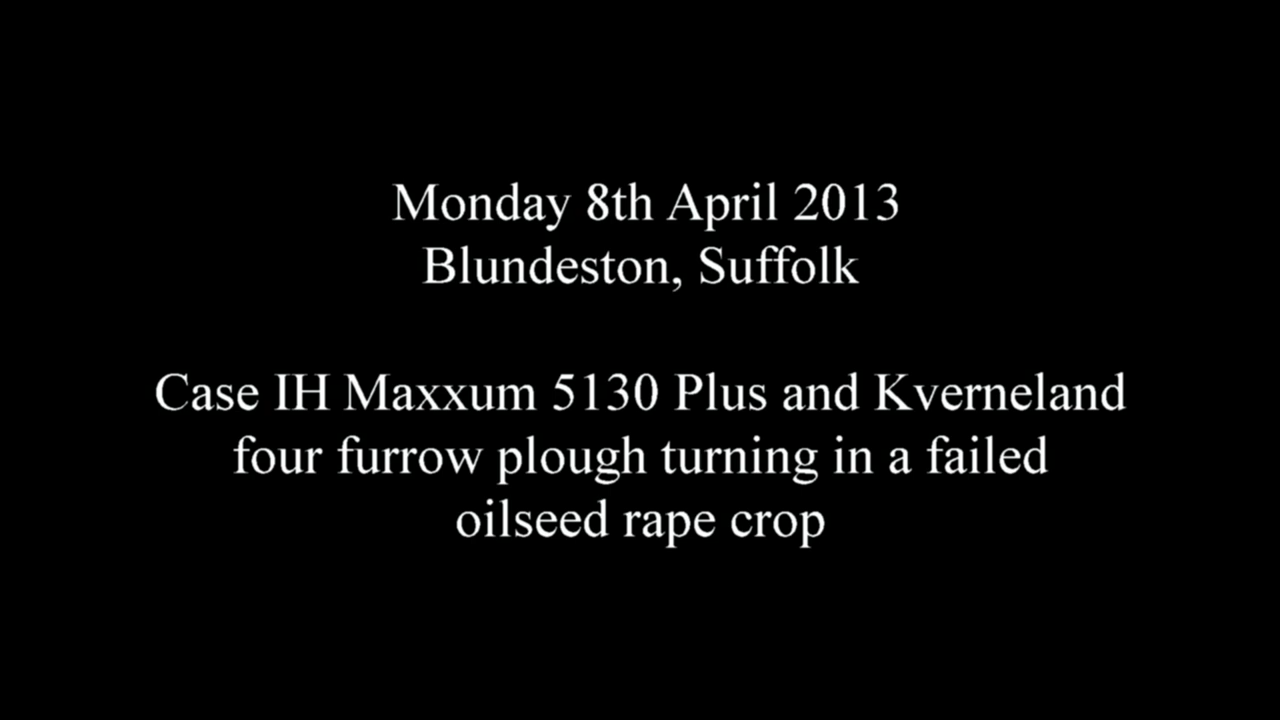 Monday 8th April 2013
Blundeston, Suffolk
Case IH Maxxum 5130 Plus and Kverneland
four furrow plough turning in a failed
oilseed rape crop